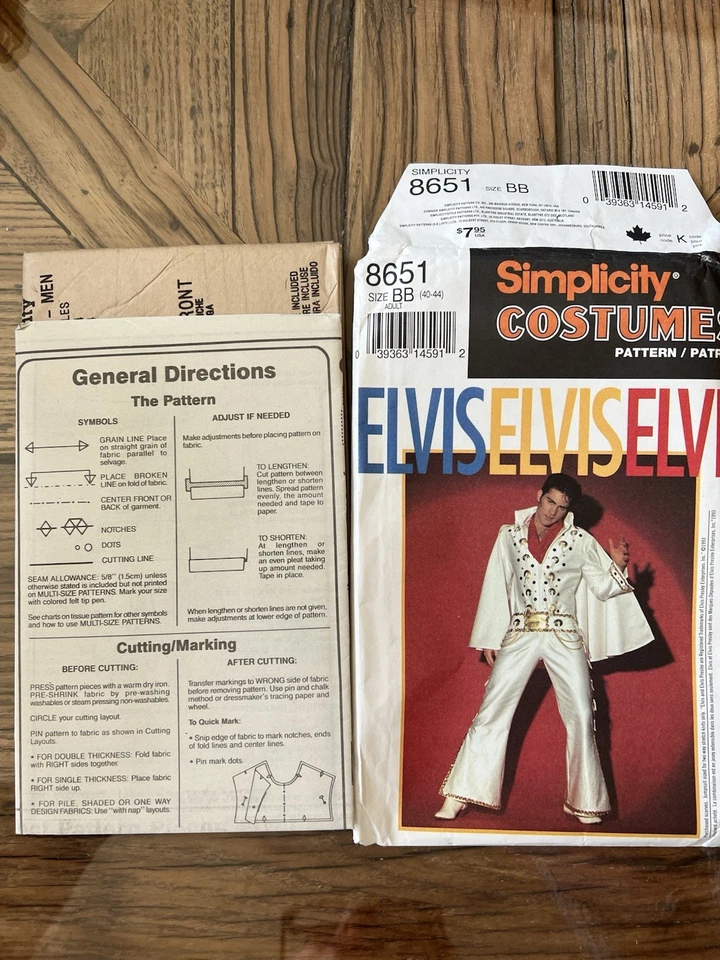 SIMPLICITY
8651 SIZE BB
0 39363 14591 2
$7.95
USA
price code K code
8651
SIZE BB (40-44)
ADULT
0 39363 14591 2
Simplicity®
COSTUMES
PATTERN / PATR
ELVIS ELVIS ELVI
- MEN
RONT
INCLUDED
RE INCLUSE
RA INCLUIDO
General Directions
The Pattern
SYMBOLS
GRAIN LINE Place
on straight grain of
fabric parallel to
selvage.
PLACE BROKEN
LINE on fold of fabric.
CENTER FRONT OR
BACK of garment.
NOTCHES
DOTS
CUTTING LINE
SEAM ALLOWANCE: 5/8" (1.5cm) unless
otherwise stated is included but not printed
on MULTI-SIZE PATTERNS. Mark your size
with colored felt tip pen.
See charts on tissue pattern for other symbols
and how to use MULTI-SIZE PATTERNS.
ADJUST IF NEEDED
Make adjustments before placing pattern on
fabric.
TO LENGTHEN:
Cut pattern between
lengthen or shorten
lines. Spread pattern
evenly, the amount
needed and tape to
paper.
TO SHORTEN:
At lengthen or
shorten lines, make
an even pleat taking
up amount needed.
Tape in place.
When lengthen or shorten lines are not given,
make adjustments at lower edge of pattern.
Cutting/Marking
BEFORE CUTTING:
PRESS pattern pieces with a warm dry iron.
PRE-SHRINK fabric by pre-washing
washables or steam pressing non-washables.
CIRCLE your cutting layout.
PIN pattern to fabric as shown in Cutting
Layouts.
• FOR DOUBLE THICKNESS: Fold fabric
with RIGHT sides together.
• FOR SINGLE THICKNESS: Place fabric
RIGHT side up.
• FOR PILE, SHADED OR ONE WAY
DESIGN FABRICS: Use "with nap" layouts.
AFTER CUTTING:
Transfer markings to WRONG side of fabric
before removing pattern. Use pin and chalk
method or dressmaker's tracing paper and
wheel.
To Quick Mark:
• Snip edge of fabric to mark notches, ends
of fold lines and center lines.
• Pin mark dots.